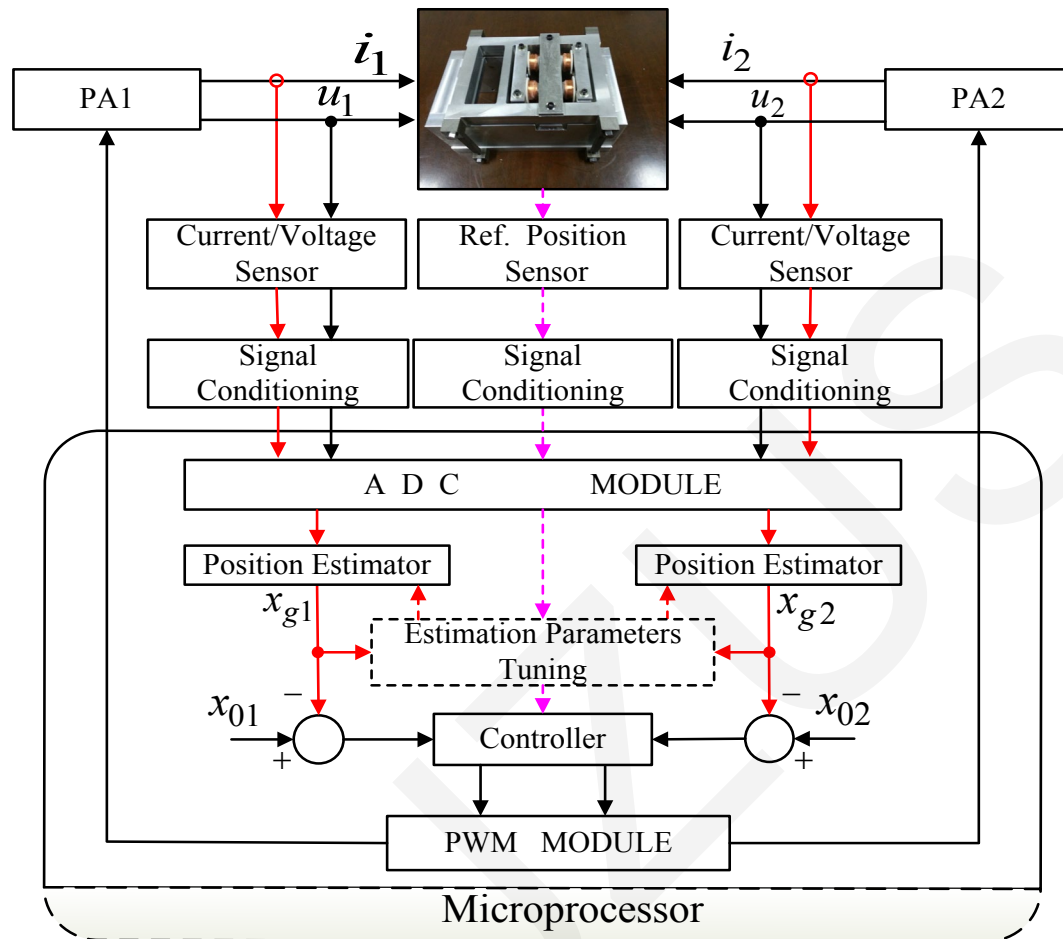 i1
i2
PA1
u1
u2
PA2
Current/Voltage
Sensor
Ref. Position
Sensor
Current/Voltage
Sensor
Signal
Conditioning
Signal
Conditioning
Signal
Conditioning
A D C MODULE
Position Estimator
Position Estimator
xg1
xg2
Estimation Parameters
Tuning
−
−
x01
x02
+
Controller
+
PWM MODULE
Microprocessor